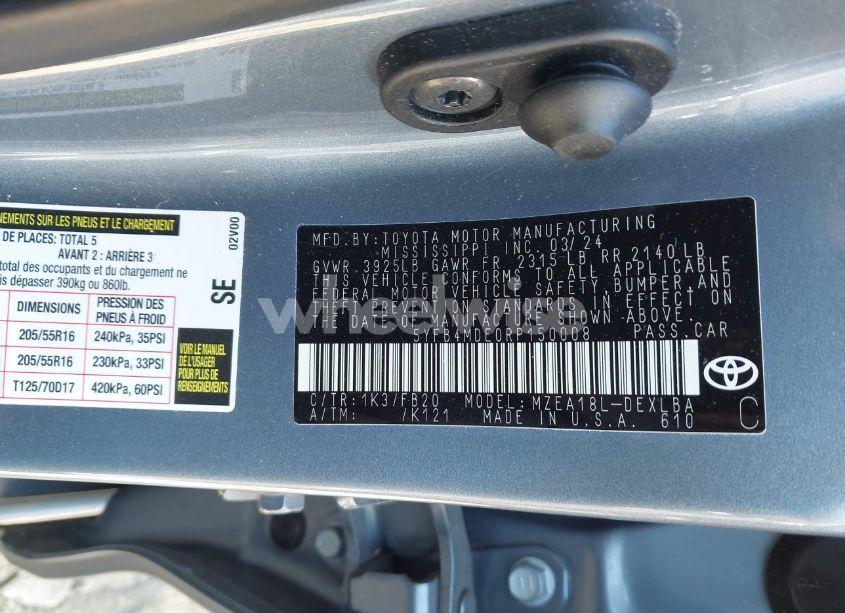 NEMENTS SUR LES PNEUS ET LE CHARGEMENT
DE PLACES: TOTAL 5
AVANT 2: ARRIÈRE 3
total des occupants et du chargement ne
is dépasser 390kg ou 860lb.
DIMENSIONS PRESSION DES PNEUS À FROID
205/55R16 240kPa, 35PSI
205/55R16 230kPa, 33PSI
T125/70D17 420kPa, 60PSI
02V00
SE
VOIR LE MANUEL
DE L'USAGER
POUR PLUS DE
RENSEIGNEMENTS
MFD.BY:TOYOTA MOTOR MANUFACTURING
MISSISSIPPI INC. 03/24
GVWR 3925LB GAWR FR 2315 LB RR 2140 LB
THIS VEHICLE CONFORMS TO ALL APPLICABLE
FEDERAL MOTOR VEHICLE SAFETY, BUMPER, AND
THEFT PREVENTION STANDARDS IN EFFECT ON
THE DATE OF MANUFACTURE SHOWN ABOVE.
5YFB4MDE0RP150008 PASS.CAR
C/TR:1K3/FB20 MODEL:MZEA18L-DEXLBA
A/TM: /K121 MADE IN U.S.A. 610
C
wheelwise